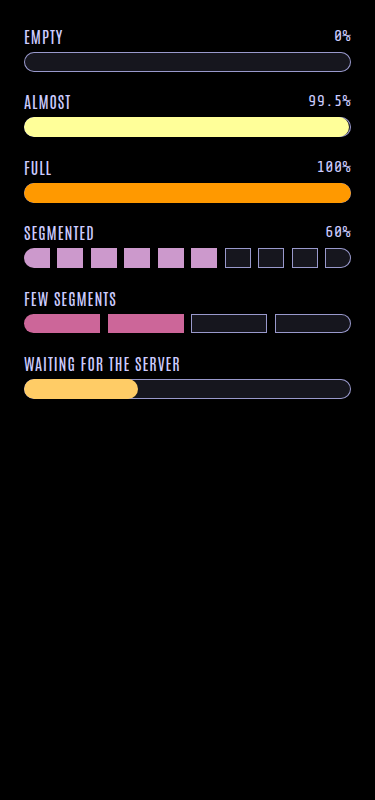 EMPTY 0%
ALMOST 99.5%
FULL 100%
SEGMENTED 60%
FEW SEGMENTS
WAITING FOR THE SERVER